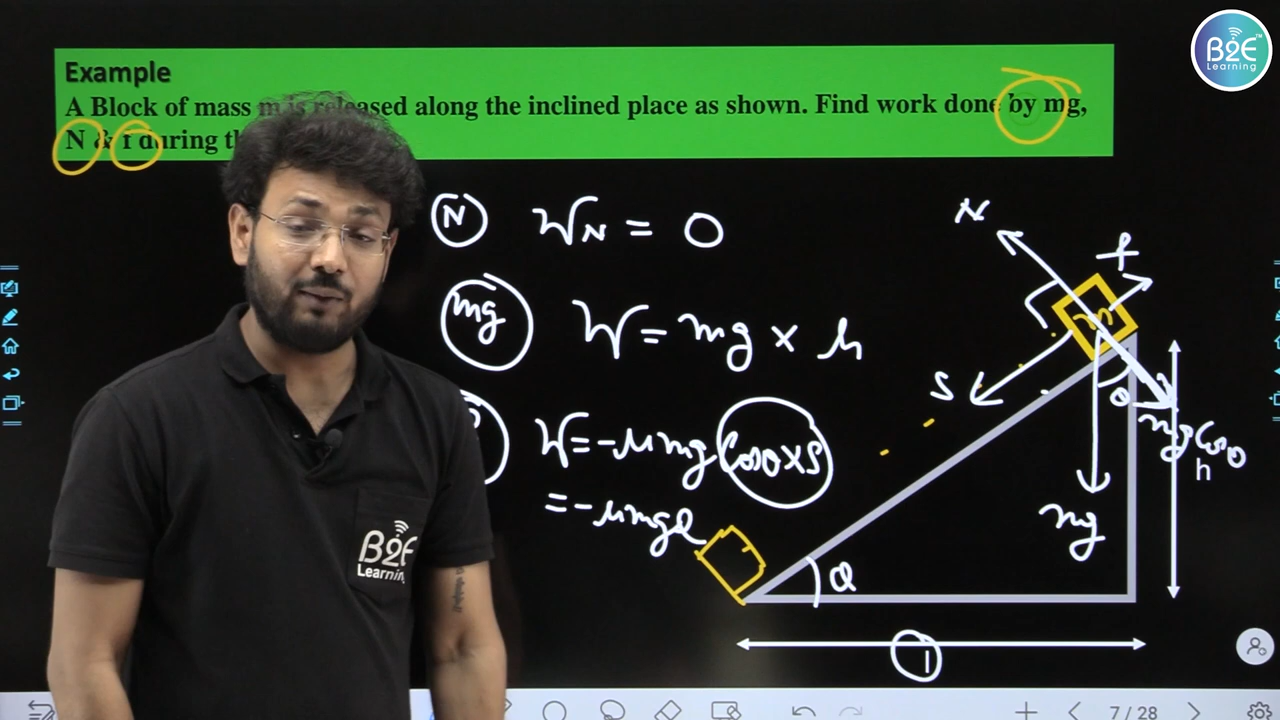 B2E
Learning
Example
A Block of mass m is released along the inclined place as shown. Find work done by mg,
N & f during
N
W_N = 0
mg
W = mg × h
W = -μmg Cosθ×S
= -μmgl
N
f
m
S
θ
mg Cosθ
h
mg
θ
l
B2E
Learning
7 / 28